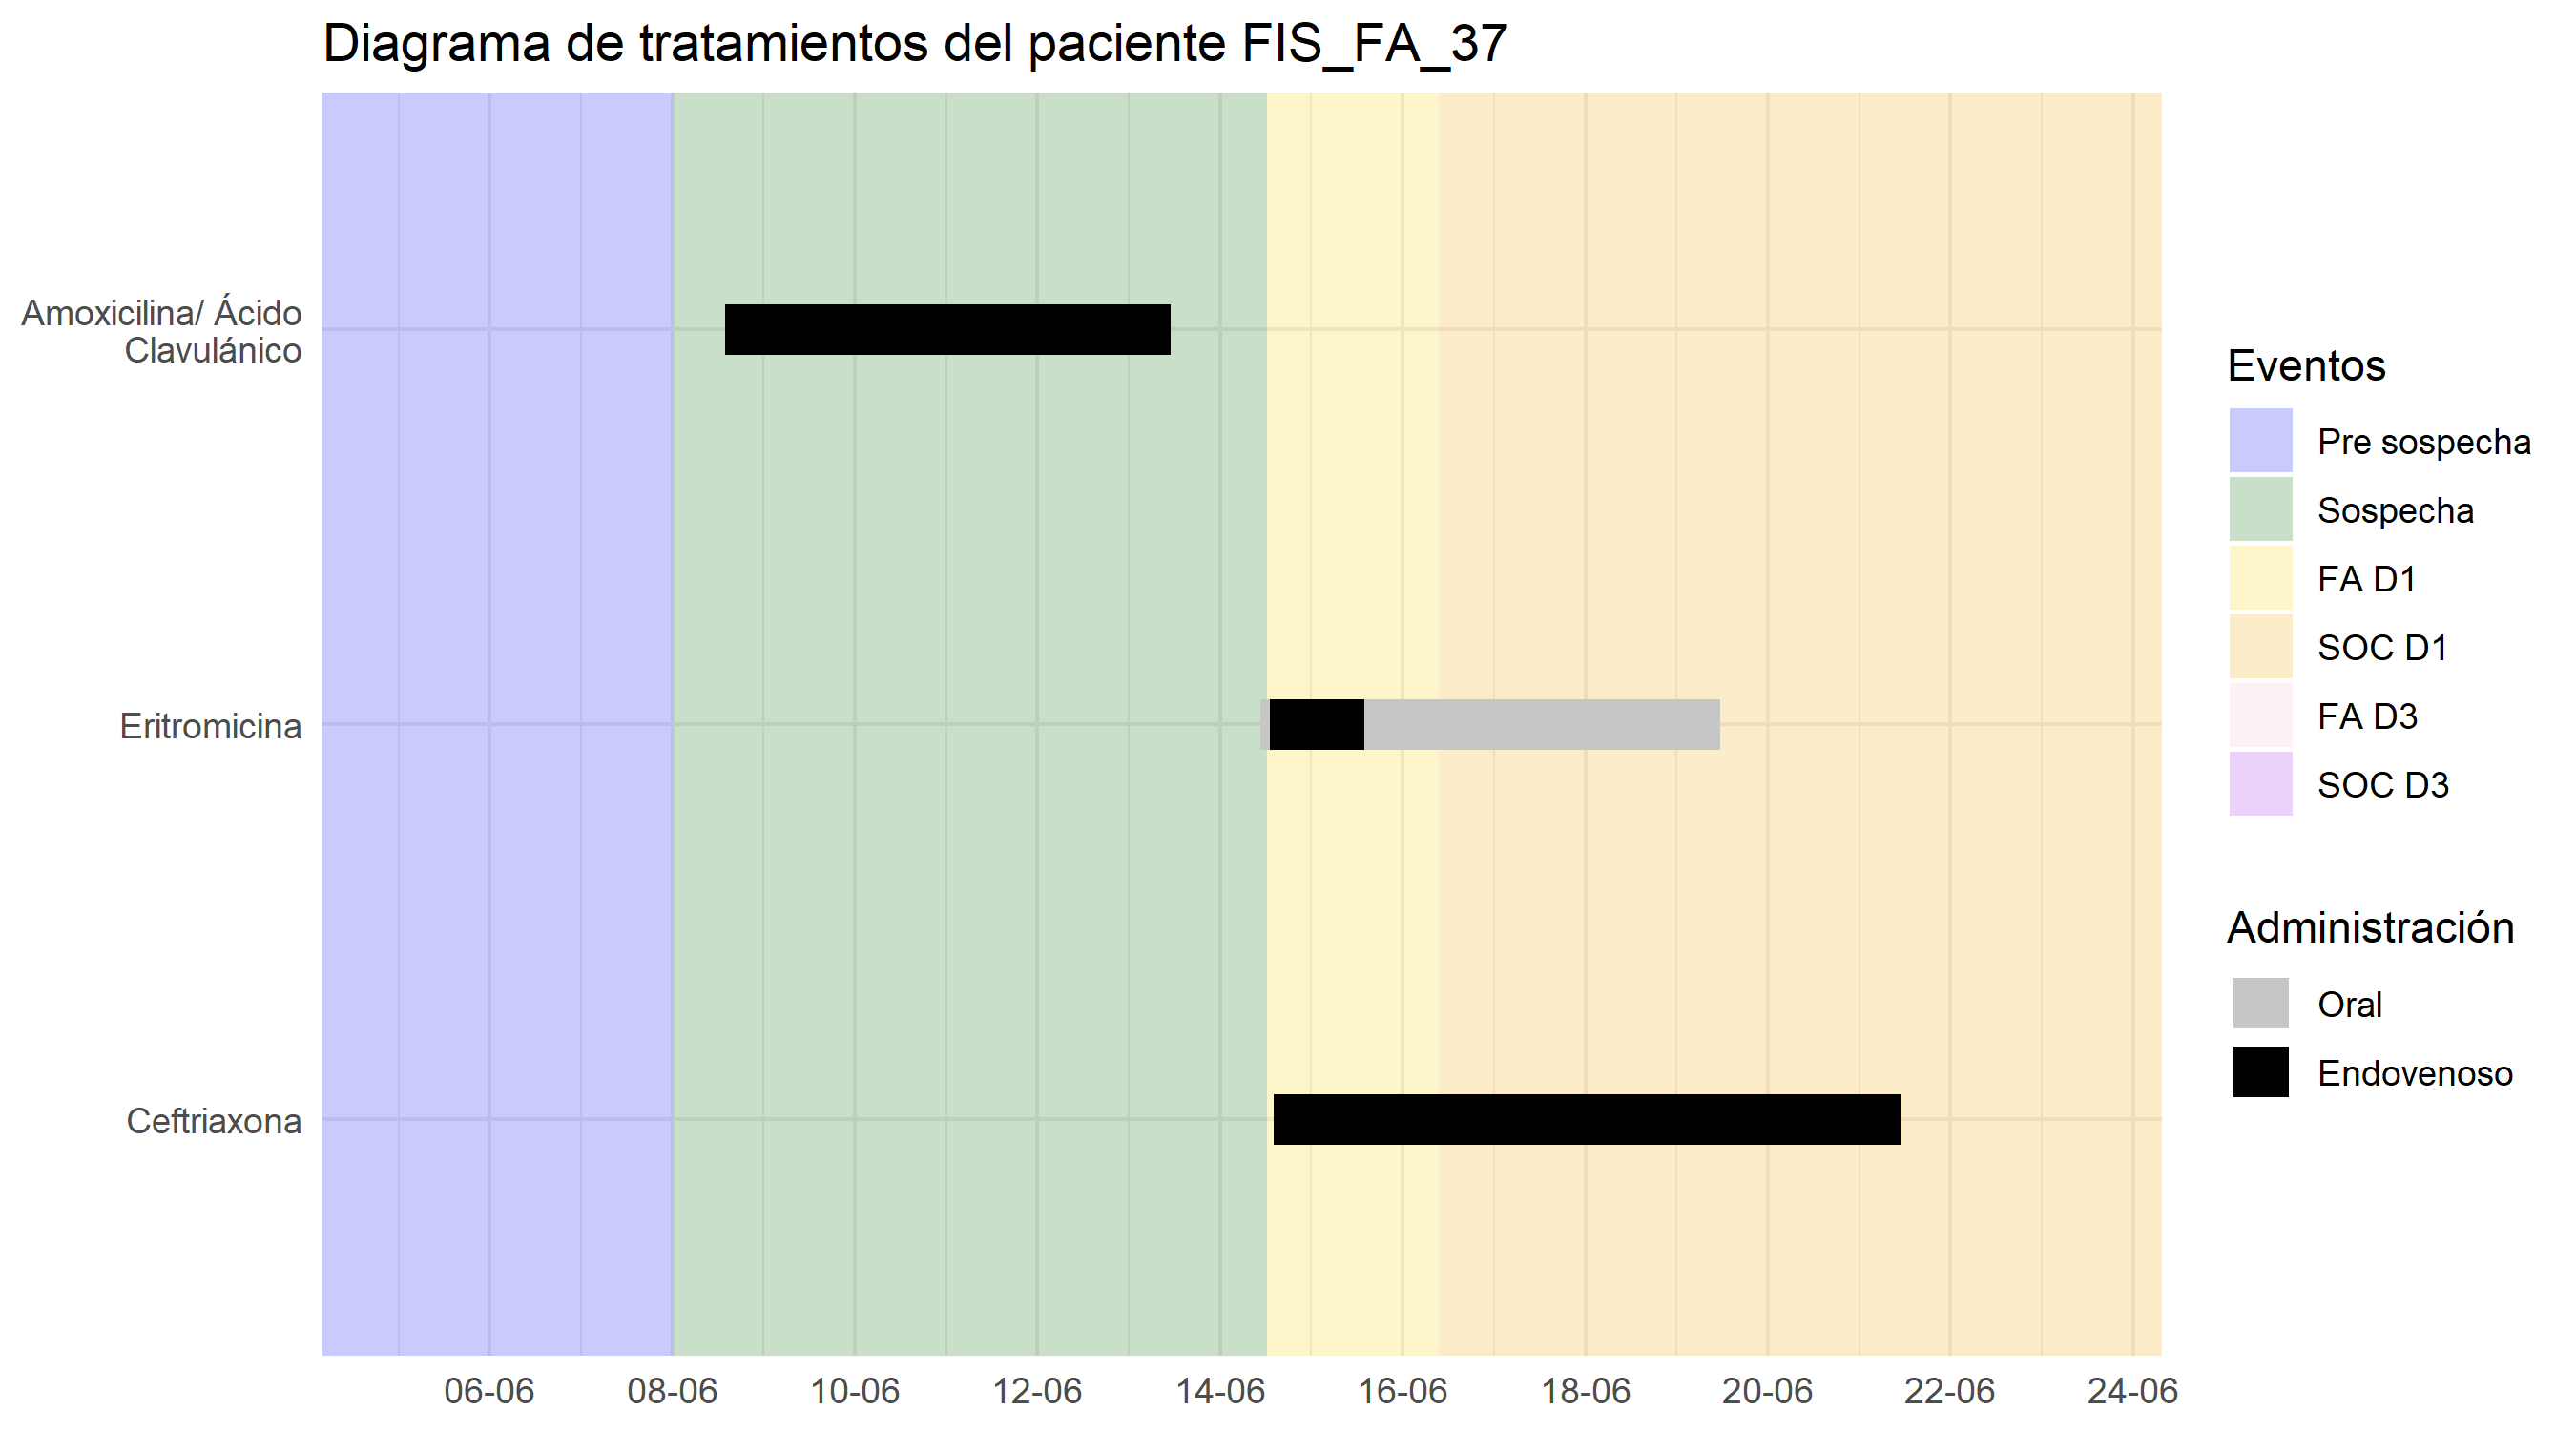 Diagrama de tratamientos del paciente FIS_FA_37
Amoxicilina/ Ácido
Clavulánico
Eritromicina
Ceftriaxona
06-06
08-06
10-06
12-06
14-06
16-06
18-06
20-06
22-06
24-06
Eventos
Pre sospecha
Sospecha
FA D1
SOC D1
FA D3
SOC D3
Administración
Oral
Endovenoso